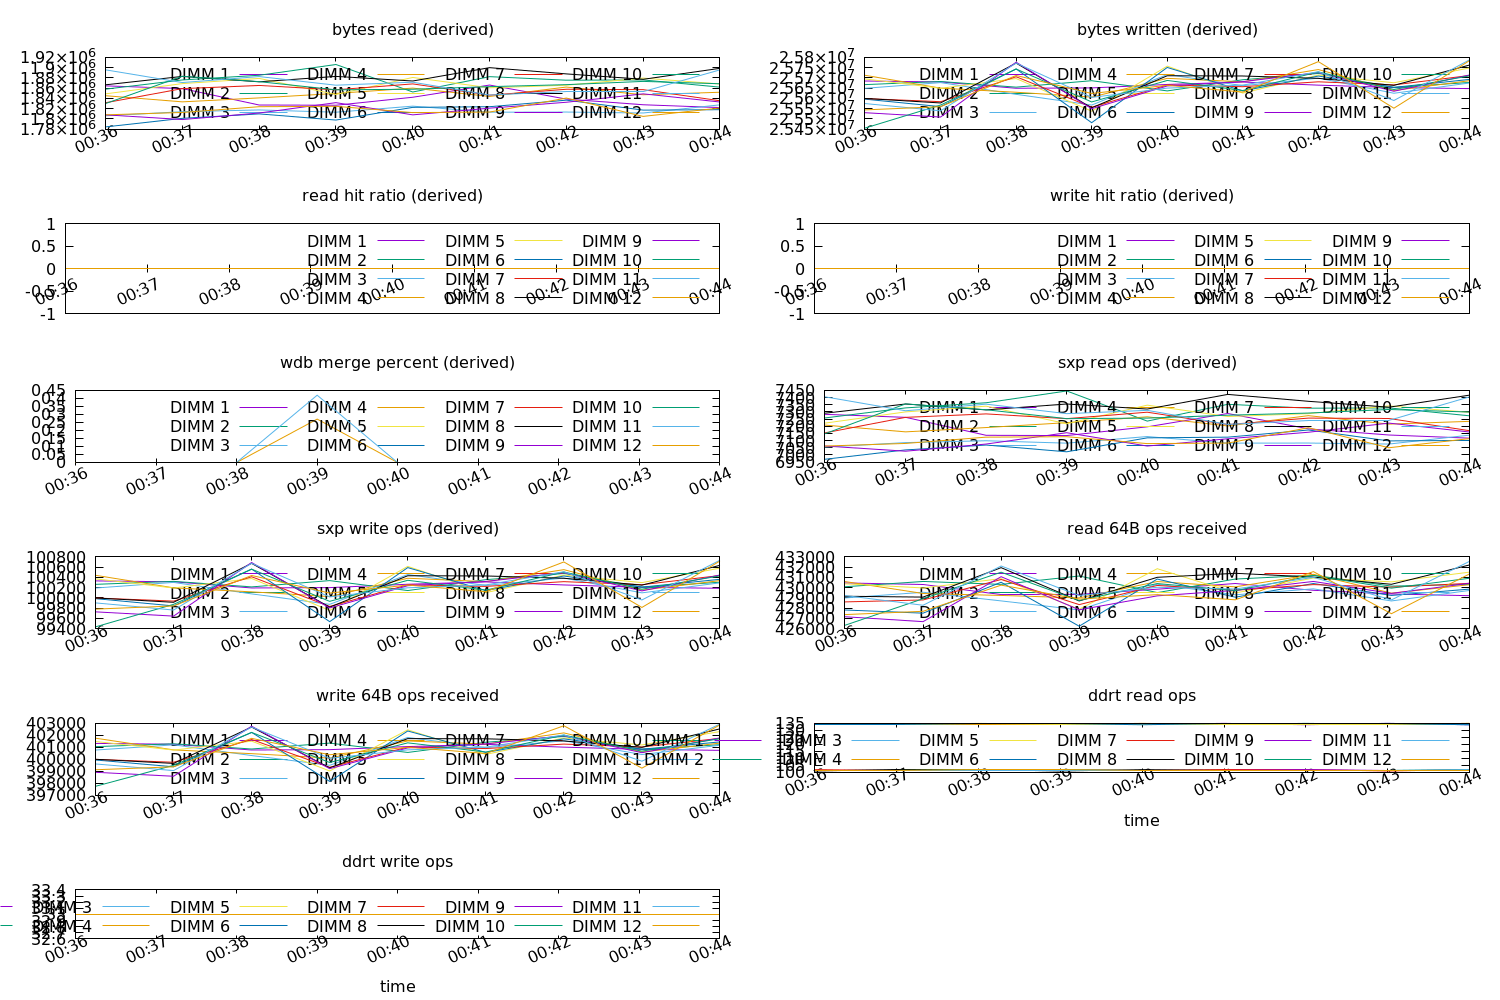 bytes read (derived)
1.92×10⁶
1.9×10⁶
1.88×10⁶
1.86×10⁶
1.84×10⁶
1.82×10⁶
1.8×10⁶
1.78×10⁶
DIMM 1 DIMM 4 DIMM 7 DIMM 10
DIMM 2 DIMM 5 DIMM 8 DIMM 11
DIMM 3 DIMM 6 DIMM 9 DIMM 12
00:36 00:37 00:38 00:39 00:40 00:41 00:42 00:43 00:44
bytes written (derived)
2.58×10⁷
2.575×10⁷
2.57×10⁷
2.565×10⁷
2.56×10⁷
2.555×10⁷
2.55×10⁷
2.545×10⁷
DIMM 1 DIMM 4 DIMM 7 DIMM 10
DIMM 2 DIMM 5 DIMM 8 DIMM 11
DIMM 3 DIMM 6 DIMM 9 DIMM 12
00:36 00:37 00:38 00:39 00:40 00:41 00:42 00:43 00:44
read hit ratio (derived)
1
0.5
0
-0.5
-1
DIMM 1 DIMM 5 DIMM 9
DIMM 2 DIMM 6 DIMM 10
DIMM 3 DIMM 7 DIMM 11
DIMM 4 DIMM 8 DIMM 12
00:36 00:37 00:38 00:39 00:40 00:41 00:42 00:43 00:44
write hit ratio (derived)
1
0.5
0
-0.5
-1
DIMM 1 DIMM 5 DIMM 9
DIMM 2 DIMM 6 DIMM 10
DIMM 3 DIMM 7 DIMM 11
DIMM 4 DIMM 8 DIMM 12
00:36 00:37 00:38 00:39 00:40 00:41 00:42 00:43 00:44
wdb merge percent (derived)
0.45
0.4
0.35
0.3
0.25
0.2
0.15
0.1
0.05
0
DIMM 1 DIMM 4 DIMM 7 DIMM 10
DIMM 2 DIMM 5 DIMM 8 DIMM 11
DIMM 3 DIMM 6 DIMM 9 DIMM 12
00:36 00:37 00:38 00:39 00:40 00:41 00:42 00:43 00:44
sxp read ops (derived)
7450
7400
7350
7300
7250
7200
7150
7100
7050
7000
6950
DIMM 1 DIMM 4 DIMM 7 DIMM 10
DIMM 2 DIMM 5 DIMM 8 DIMM 11
DIMM 3 DIMM 6 DIMM 9 DIMM 12
00:36 00:37 00:38 00:39 00:40 00:41 00:42 00:43 00:44
sxp write ops (derived)
100800
100600
100400
100200
100000
99800
99600
99400
DIMM 1 DIMM 4 DIMM 7 DIMM 10
DIMM 2 DIMM 5 DIMM 8 DIMM 11
DIMM 3 DIMM 6 DIMM 9 DIMM 12
00:36 00:37 00:38 00:39 00:40 00:41 00:42 00:43 00:44
read 64B ops received
433000
432000
431000
430000
429000
428000
427000
426000
DIMM 1 DIMM 4 DIMM 7 DIMM 10
DIMM 2 DIMM 5 DIMM 8 DIMM 11
DIMM 3 DIMM 6 DIMM 9 DIMM 12
00:36 00:37 00:38 00:39 00:40 00:41 00:42 00:43 00:44
write 64B ops received
403000
402000
401000
400000
399000
398000
397000
DIMM 1 DIMM 4 DIMM 7 DIMM 10
DIMM 2 DIMM 5 DIMM 8 DIMM 11
DIMM 3 DIMM 6 DIMM 9 DIMM 12
00:36 00:37 00:38 00:39 00:40 00:41 00:42 00:43 00:44
ddrt read ops
135
100
DIMM 1 DIMM 3 DIMM 5 DIMM 7 DIMM 9 DIMM 11
DIMM 2 DIMM 4 DIMM 6 DIMM 8 DIMM 10 DIMM 12
00:36 00:37 00:38 00:39 00:40 00:41 00:42 00:43 00:44
time
ddrt write ops
33.4
32.6
DIMM 3 DIMM 5 DIMM 7 DIMM 9 DIMM 11
DIMM 4 DIMM 6 DIMM 8 DIMM 10 DIMM 12
00:36 00:37 00:38 00:39 00:40 00:41 00:42 00:43 00:44
time